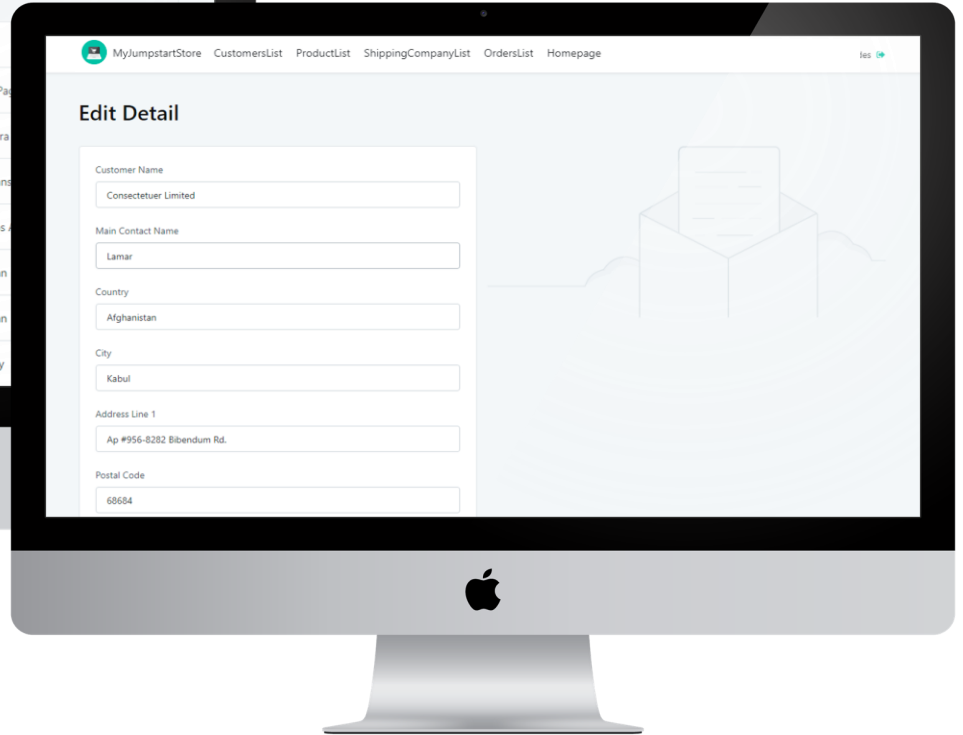 MyJumpstartStore CustomersList ProductList ShippingCompanyList OrdersList Homepage
les
Edit Detail
Customer Name
Consectetuer Limited
Main Contact Name
Lamar
Country
Afghanistan
City
Kabul
Address Line 1
Ap #956-8282 Bibendum Rd.
Postal Code
68684